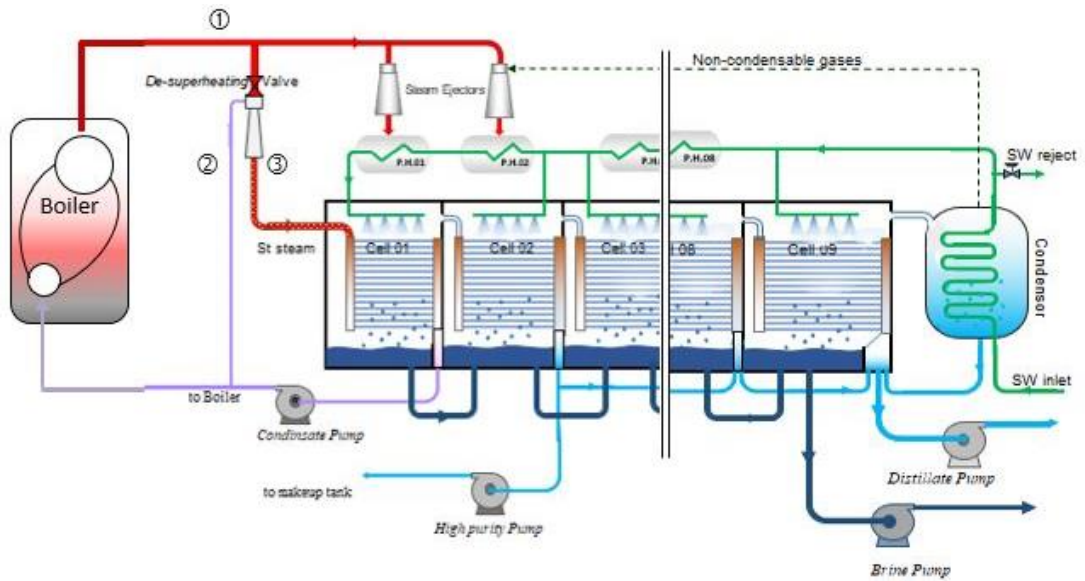 ①
De-superheating Valve
Non-condensable gases
Steam Ejectors
②
③
P.H.01
P.H.02
P.H.08
SW reject
Boiler
St steam
Cell 01
Cell 02
Cell 03
08
Cell 09
Condensor
to Boiler
SW inlet
Condinsate Pump
to makeup tank
High purity Pump
Distillate Pump
Brine Pump